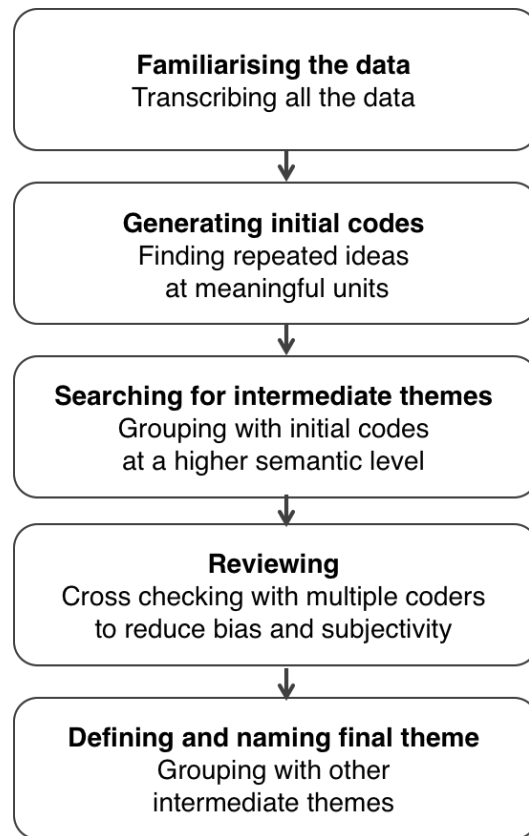 Familiarising the data
Transcribing all the data
Generating initial codes
Finding repeated ideas
at meaningful units
Searching for intermediate themes
Grouping with initial codes
at a higher semantic level
Reviewing
Cross checking with multiple coders
to reduce bias and subjectivity
Defining and naming final theme
Grouping with other
intermediate themes